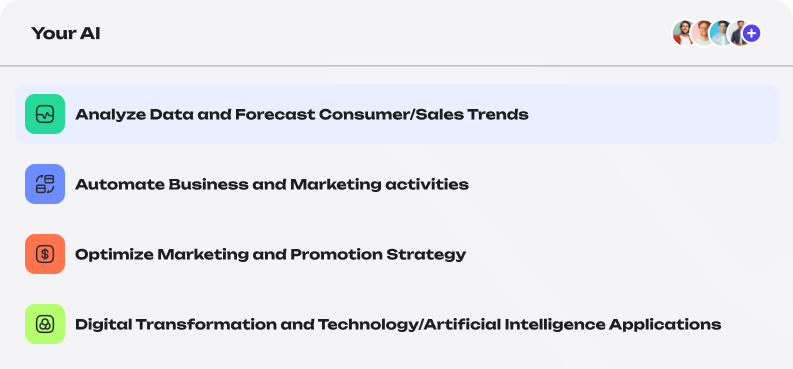 Your AI
Analyze Data and Forecast Consumer/Sales Trends
Automate Business and Marketing activities
Optimize Marketing and Promotion Strategy
Digital Transformation and Technology/Artificial Intelligence Applications